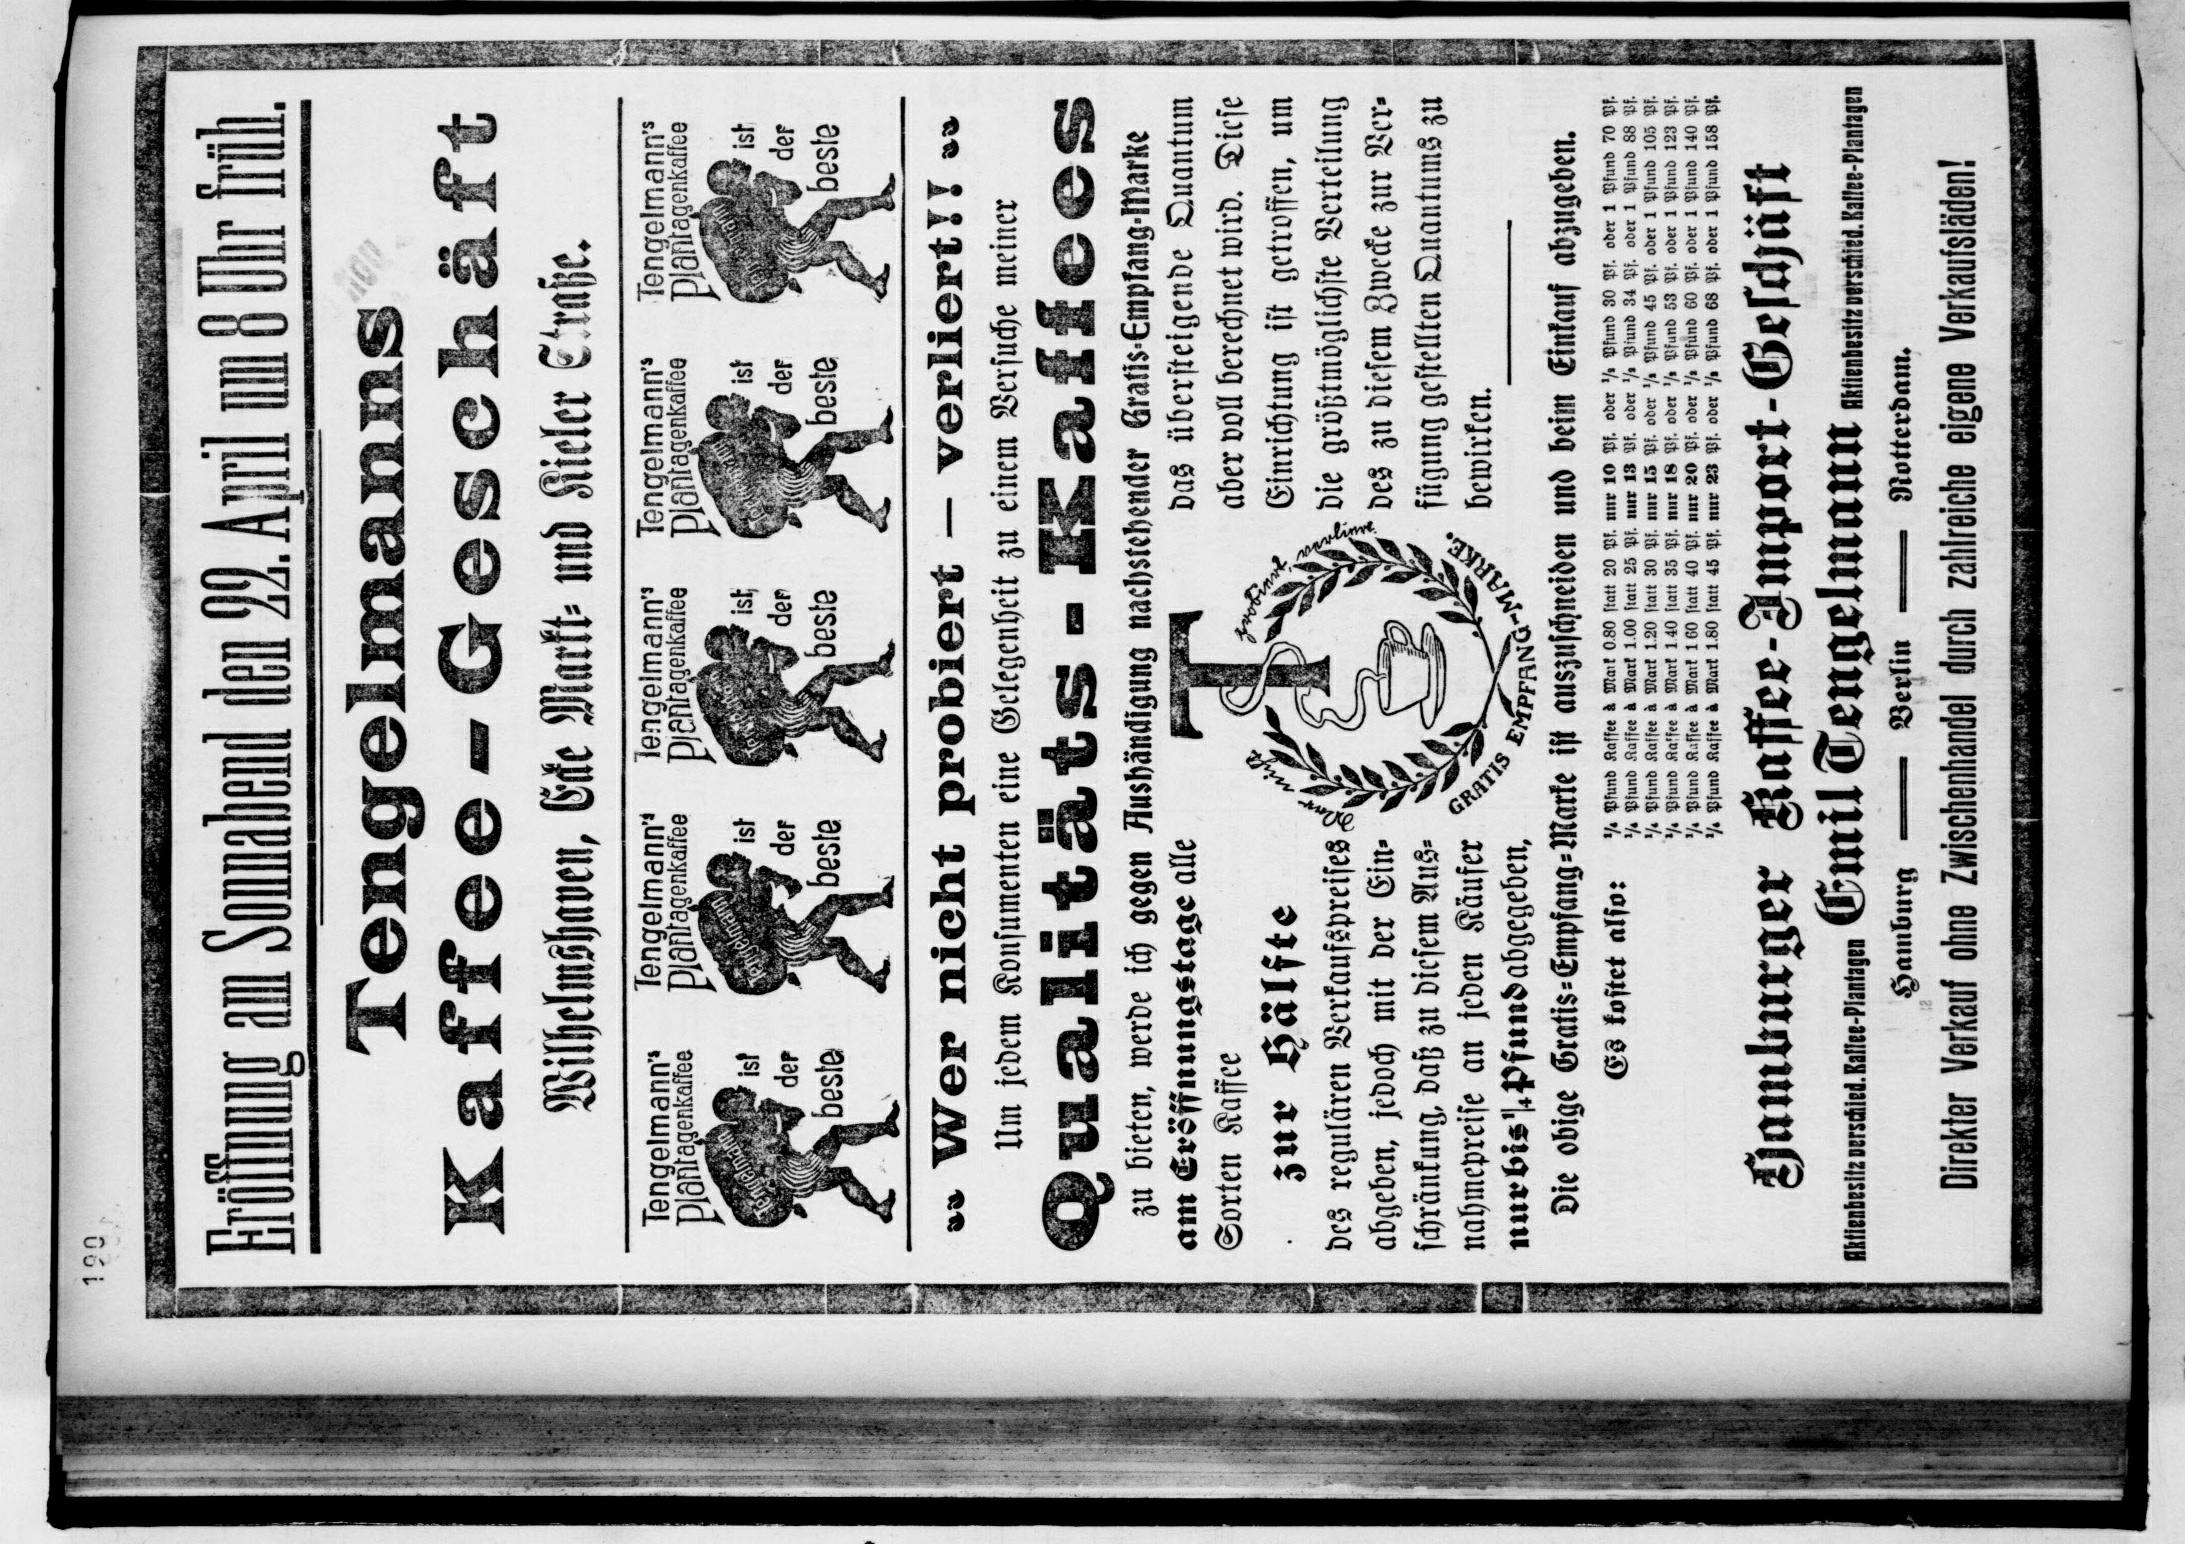 Eröffnung am Sonnabend den 22. April um 8 Uhr früh.
Tengelmanns
Kaffee-Geschäft
Wilhelmshaven, Ecke Markt- und Kieler Straße.
Tengelmann's
Plantagenkaffee
ist
der
beste
Tengelmann
Tengelmann's
Plantagenkaffee
ist
der
beste
Tengelmann
Tengelmann's
Plantagenkaffee
ist
der
beste
Tengelmann's
Plantagenkaffee
ist
der
beste
Tengelmann's
Plantagenkaffee
ist
der
beste
Wer nicht probiert — verliert!!
Um jedem Konsumenten eine Gelegenheit zu einem Versuche meiner
Qualitäts-Kaffees
zu bieten, werde ich gegen Aushändigung nachstehender Gratis-Empfang-Marke
am Eröffnungstage alle
Sorten Kaffee
zur Hälfte
des regulären Verkaufspreises
abgeben, jedoch mit der Ein-
schränkung, daß zu diesem Aus-
nahmepreise an jeden Käufer
nur bis ¼ Pfund abgegeben,
Wer nicht probiert, verliert.
T
GRATIS EMPFANG-MARKE.
das übersteigende Quantum
aber voll berechnet wird. Diese
Einrichtung ist getroffen, um
die größtmöglichste Verteilung
des zu diesem Zwecke zur Ver-
fügung gestellten Quantums zu
bewirken.
Die obige Gratis-Empfang-Marke ist auszuschneiden und beim Einkauf abzugeben.
Es kostet also:
¼ Pfund Kaffee à Mark 0.80 statt 20 Pf. nur 10 Pf. oder ½ Pfund 30 Pf. oder 1 Pfund 70 Pf.
¼ Pfund Kaffee à Mark 1.00 statt 25 Pf. nur 13 Pf. oder ½ Pfund 34 Pf. oder 1 Pfund 88 Pf.
¼ Pfund Kaffee à Mark 1.20 statt 30 Pf. nur 15 Pf. oder ½ Pfund 45 Pf. oder 1 Pfund 105 Pf.
¼ Pfund Kaffee à Mark 1.40 statt 35 Pf. nur 18 Pf. oder ½ Pfund 53 Pf. oder 1 Pfund 123 Pf.
¼ Pfund Kaffee à Mark 1 60 statt 40 Pf. nur 20 Pf. oder ½ Pfund 60 Pf. oder 1 Pfund 140 Pf.
¼ Pfund Kaffee à Mark 1.80 statt 45 Pf. nur 23 Pf. oder ½ Pfund 68 Pf. oder 1 Pfund 158 Pf.
Hamburger Kaffee-Import-Geschäft
Aktienbesitz verschied. Kaffee-Plantagen Emil Tengelmann Aktienbesitz verschied. Kaffee-Plantagen
Hamburg — Berlin — Rotterdam.
Direkter Verkauf ohne Zwischenhandel durch zahlreiche eigene Verkaufsläden!